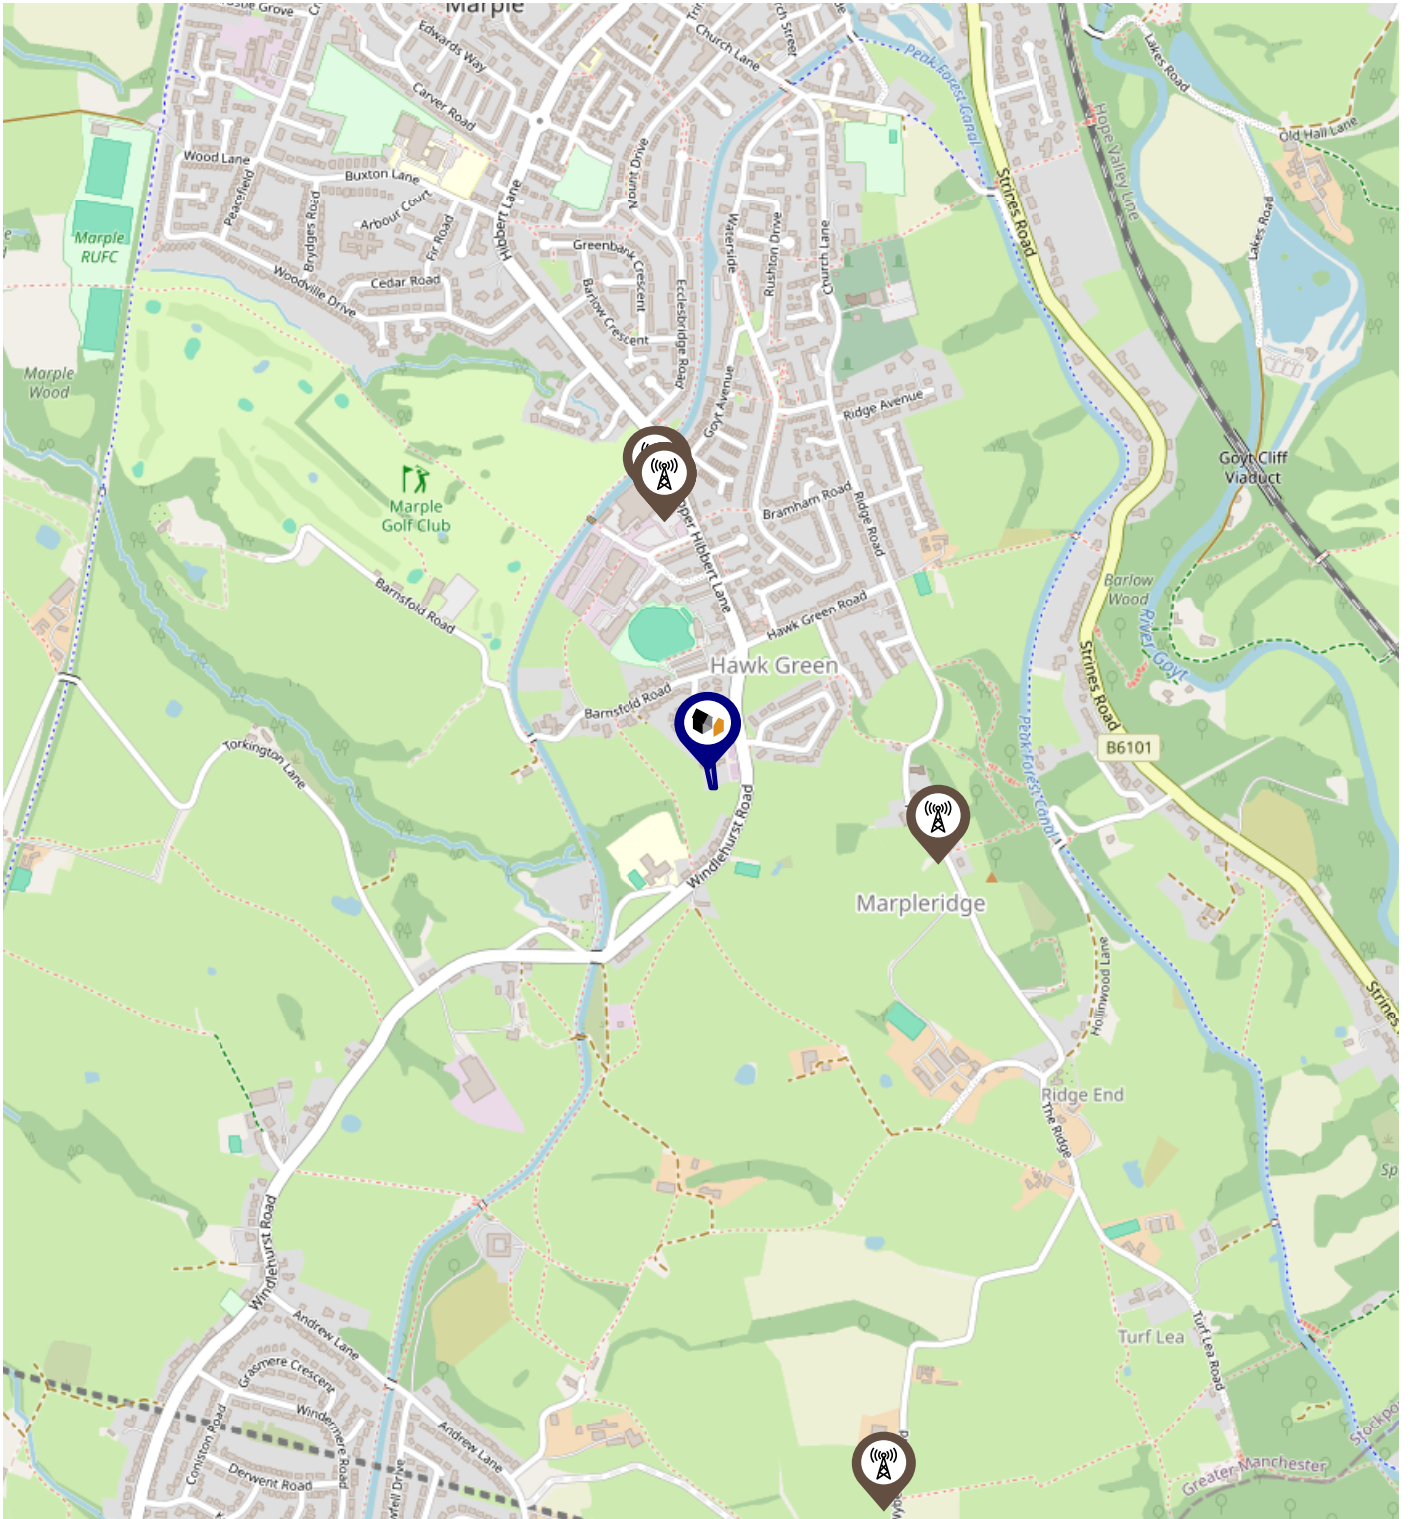 Marple
Edwards Way
Carver Road
Church Lane
Peak Forest Canal
Lakes Road
Old Hall Lane
Hope Valley Line
Wood Lane
Peacefield
Buxton Lane
Arbour Court
Brydges Road
Fir Road
Hibbert Lane
Nunnt Drive
Waterside
Rushton Drive
Church Lane
Strines Road
Lakes Road
Marple
RUFC
Woodville Drive
Cedar Road
Greenbank Crescent
Barlow Crescent
Ecclesbridge Road
Marple
Wood
Goyt Avenue
Ridge Avenue
Goyt Cliff
Viaduct
Marple
Golf Club
Bramham Road
Ridge Road
Barnsfold Road
Hibbert Lane
Hawk Green Road
Barlow
Wood
River Goyt
Hawk Green
Barnsfold Road
Strines Road
Peak Forest Canal
B6101
Torkington Lane
Windlehurst Road
Marpleridge
Hollinwood Lane
Strines
Ridge End
The Ridge
Windlehurst Road
Turf Lea
Turf Lea Road
Andrew Lane
Grasmere Crescent
Windermere Road
Coniston Road
Derwent Road
Andrew Lane
Greater Manchester